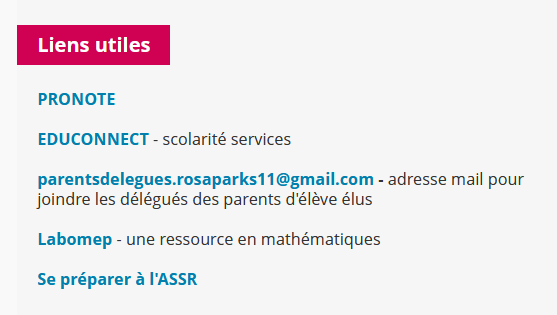 Liens utiles
PRONOTE
EDUCONNECT - scolarité services
parentsdelegues.rosaparks11@gmail.com - adresse mail pour
joindre les délégués des parents d'élève élus
Labomep - une ressource en mathématiques
Se préparer à l'ASSR